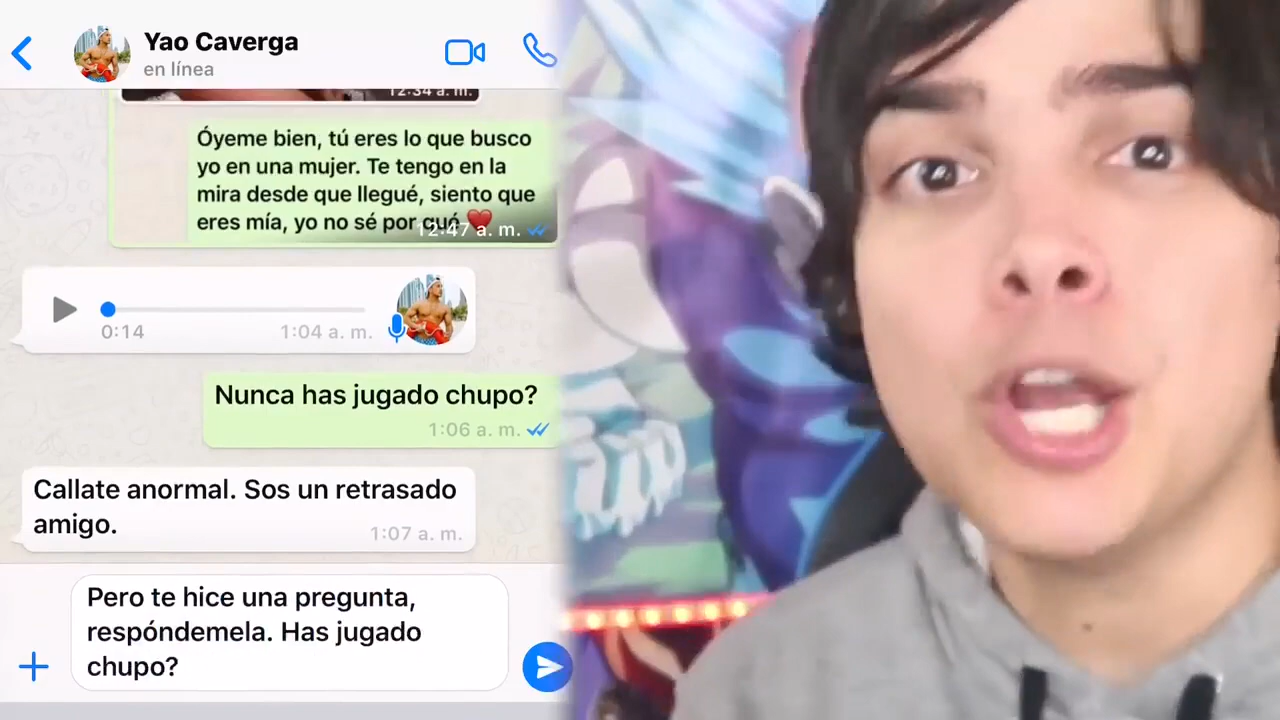 Yao Caverga
en línea
12:34 a. m.
Óyeme bien, tú eres lo que busco
yo en una mujer. Te tengo en la
mira desde que llegué, siento que
eres mía, yo no sé por qué ❤️
12:47 a. m.
0:14
1:04 a. m.
Nunca has jugado chupo?
1:06 a. m.
Callate anormal. Sos un retrasado
amigo.
1:07 a. m.
Pero te hice una pregunta,
respóndemela. Has jugado
chupo?